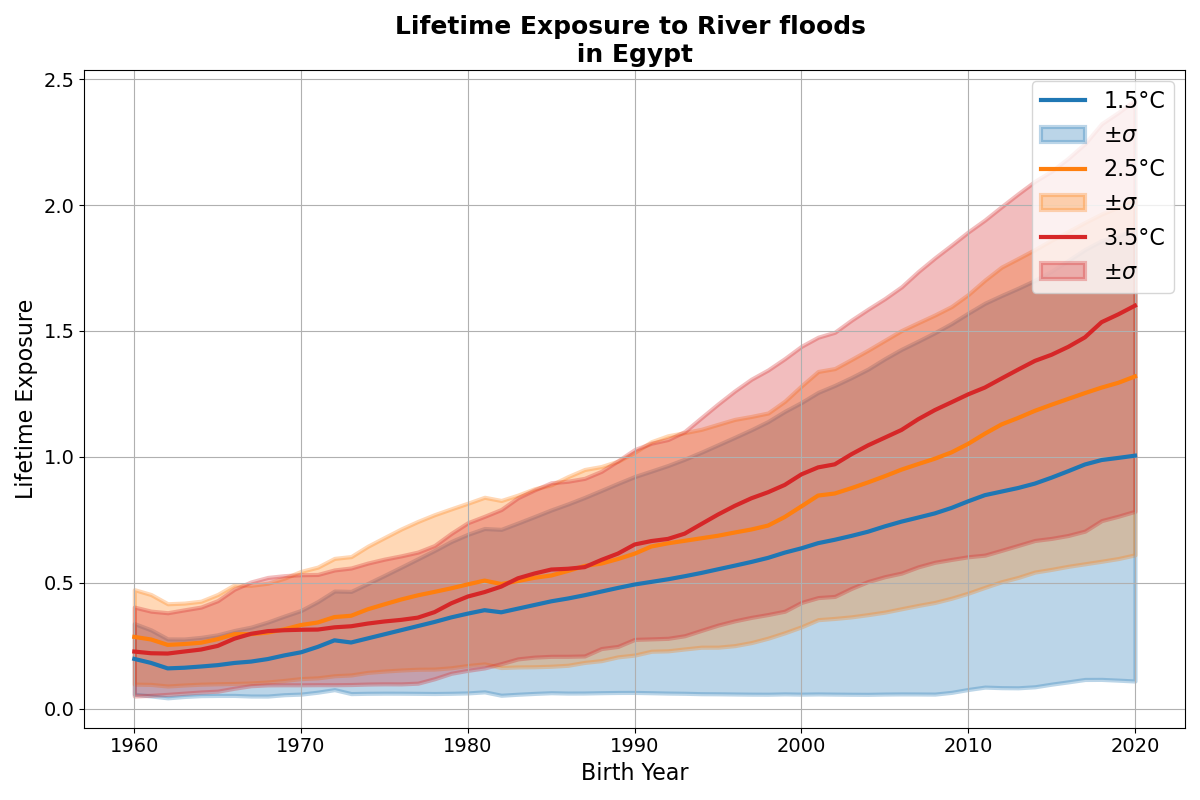 Lifetime Exposure to River floods
in Egypt
2.5
2.0
1.5
1.0
0.5
0.0
Lifetime Exposure
1960 1970 1980 1990 2000 2010 2020
Birth Year
1.5°C
±σ
2.5°C
±σ
3.5°C
±σ